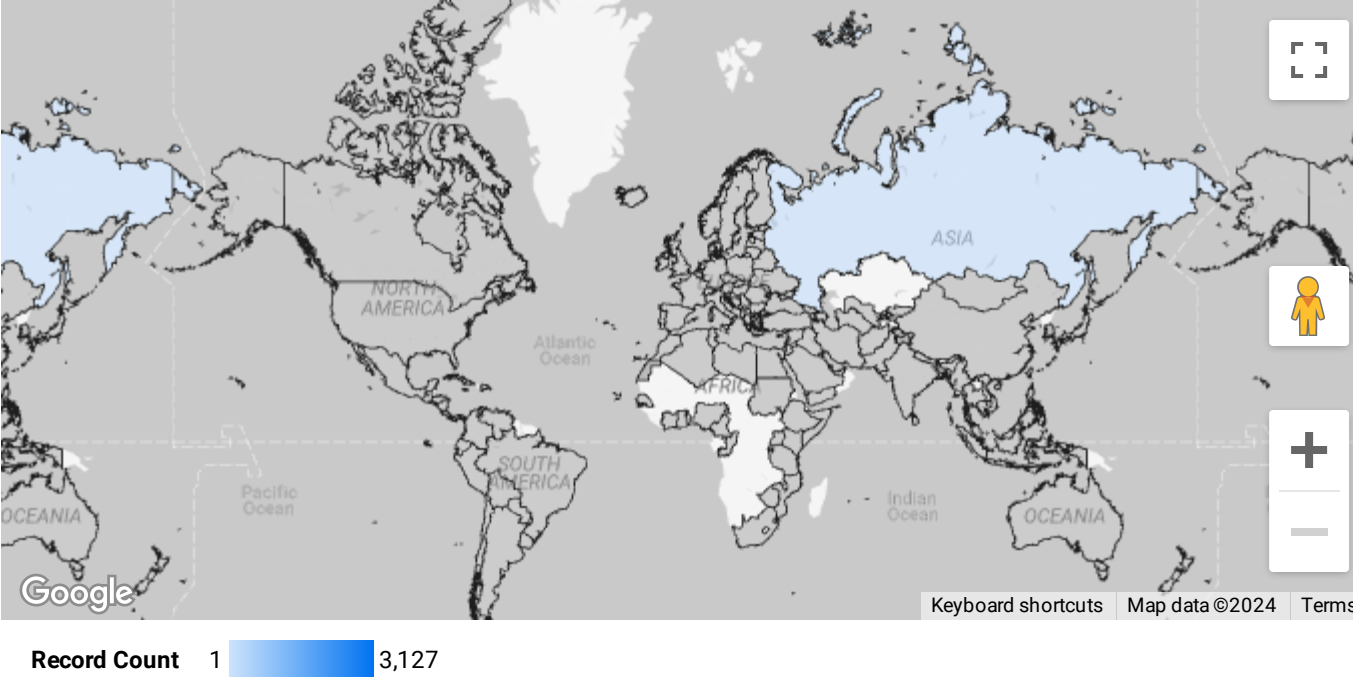 ASIA
NORTH
AMERICA
Atlantic
Ocean
AFRICA
SOUTH
AMERICA
Pacific
Ocean
Indian
Ocean
OCEANIA
OCEANIA
Google
Keyboard shortcuts
Map data ©2024
Terms
Record Count 1 3,127